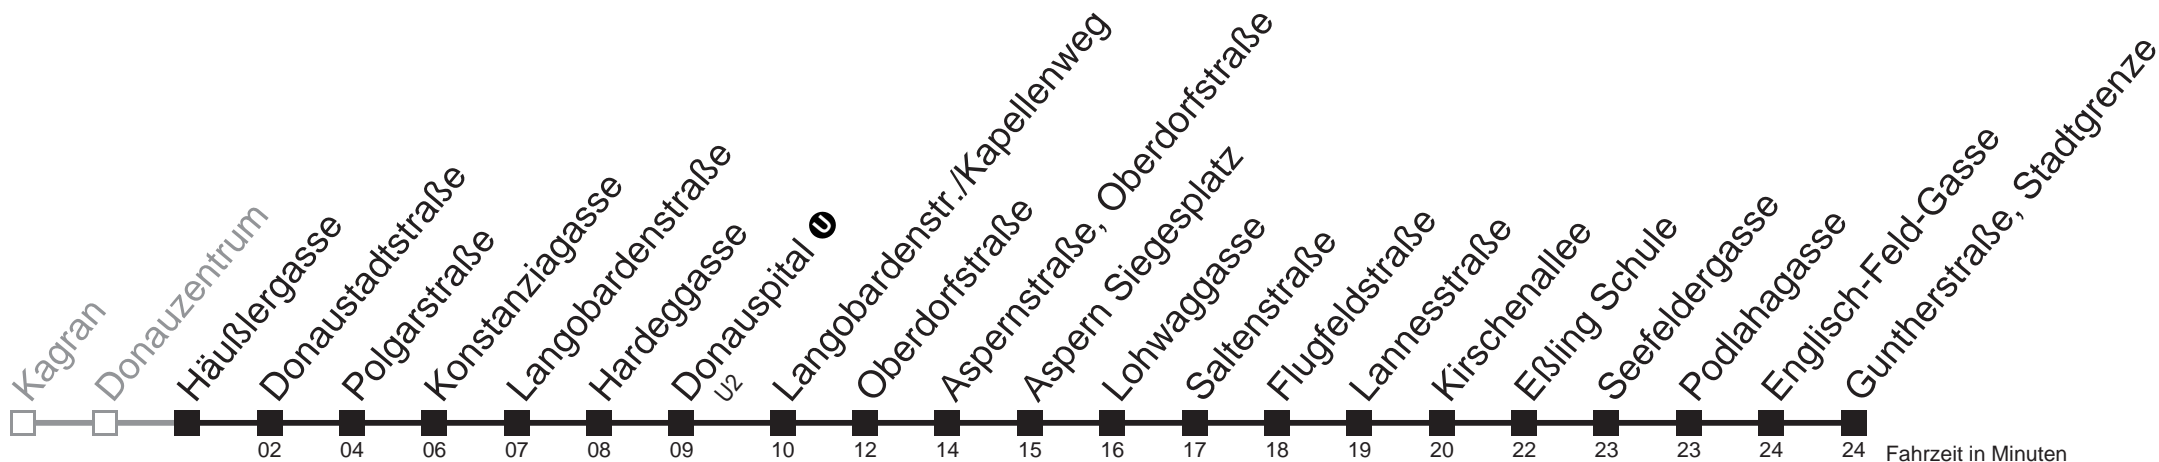 Kagran
Donauzentrum
Häußlergasse
Donaustadtstraße
Polgarstraße
Konstanziagasse
Langobardenstraße
Hardeggasse
Donauspital U
U2
Langobardenstr./Kapellenweg
Oberdorfstraße
Aspernstraße, Oberdorfstraße
Aspern Siegesplatz
Lohwaggasse
Saltenstraße
Flugfeldstraße
Lannesstraße
Kirschenallee
Eßling Schule
Seefeldergasse
Podlahagasse
Englisch-Feld-Gasse
Guntherstraße, Stadtgrenze
02 04 06 07 08 09 10 12 14 15 16 17 18 19 20 22 23 23 24 24 Fahrzeit in Minuten